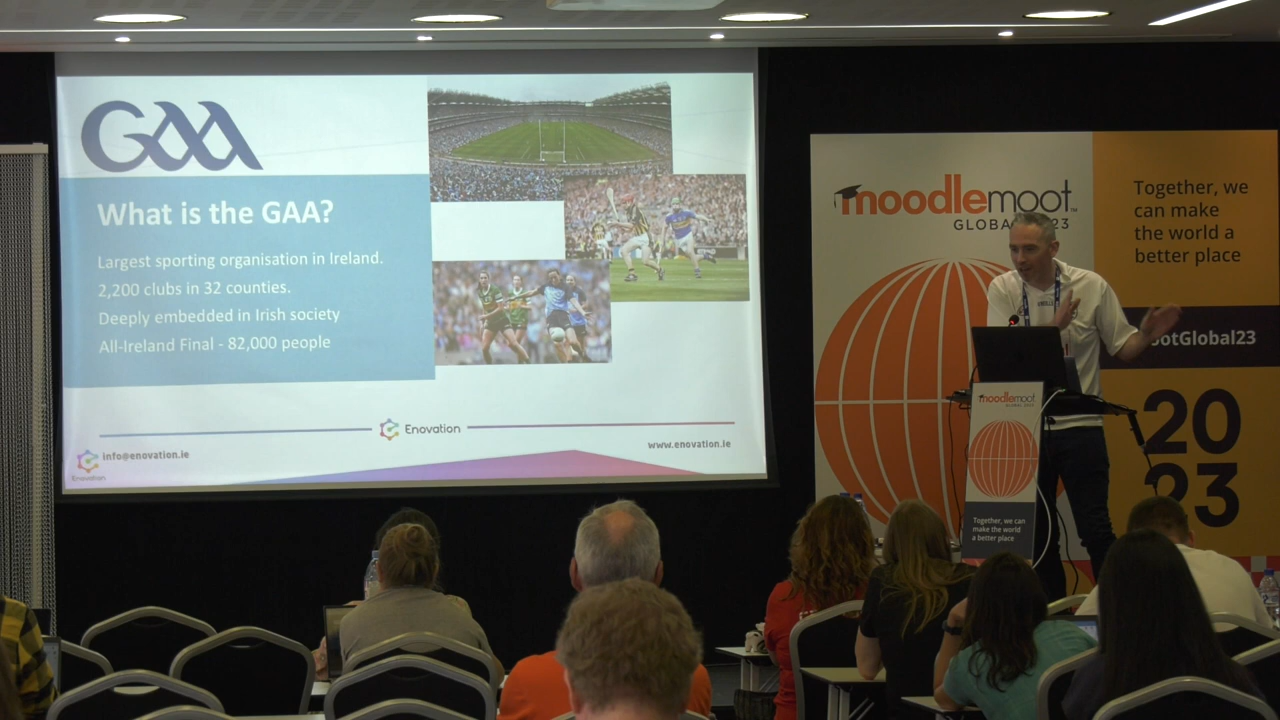 GAA
What is the GAA?
Largest sporting organisation in Ireland.
2,200 clubs in 32 counties.
Deeply embedded in Irish society
All-Ireland Final - 82,000 people
Enovation
info@enovation.ie
www.enovation.ie
Enovation
moodlemoot
GLOBAL 23
Together, we
can make
the world a
better place
ootGlobal23
20
23
moodlemoot
Together, we can
make the world
a better place